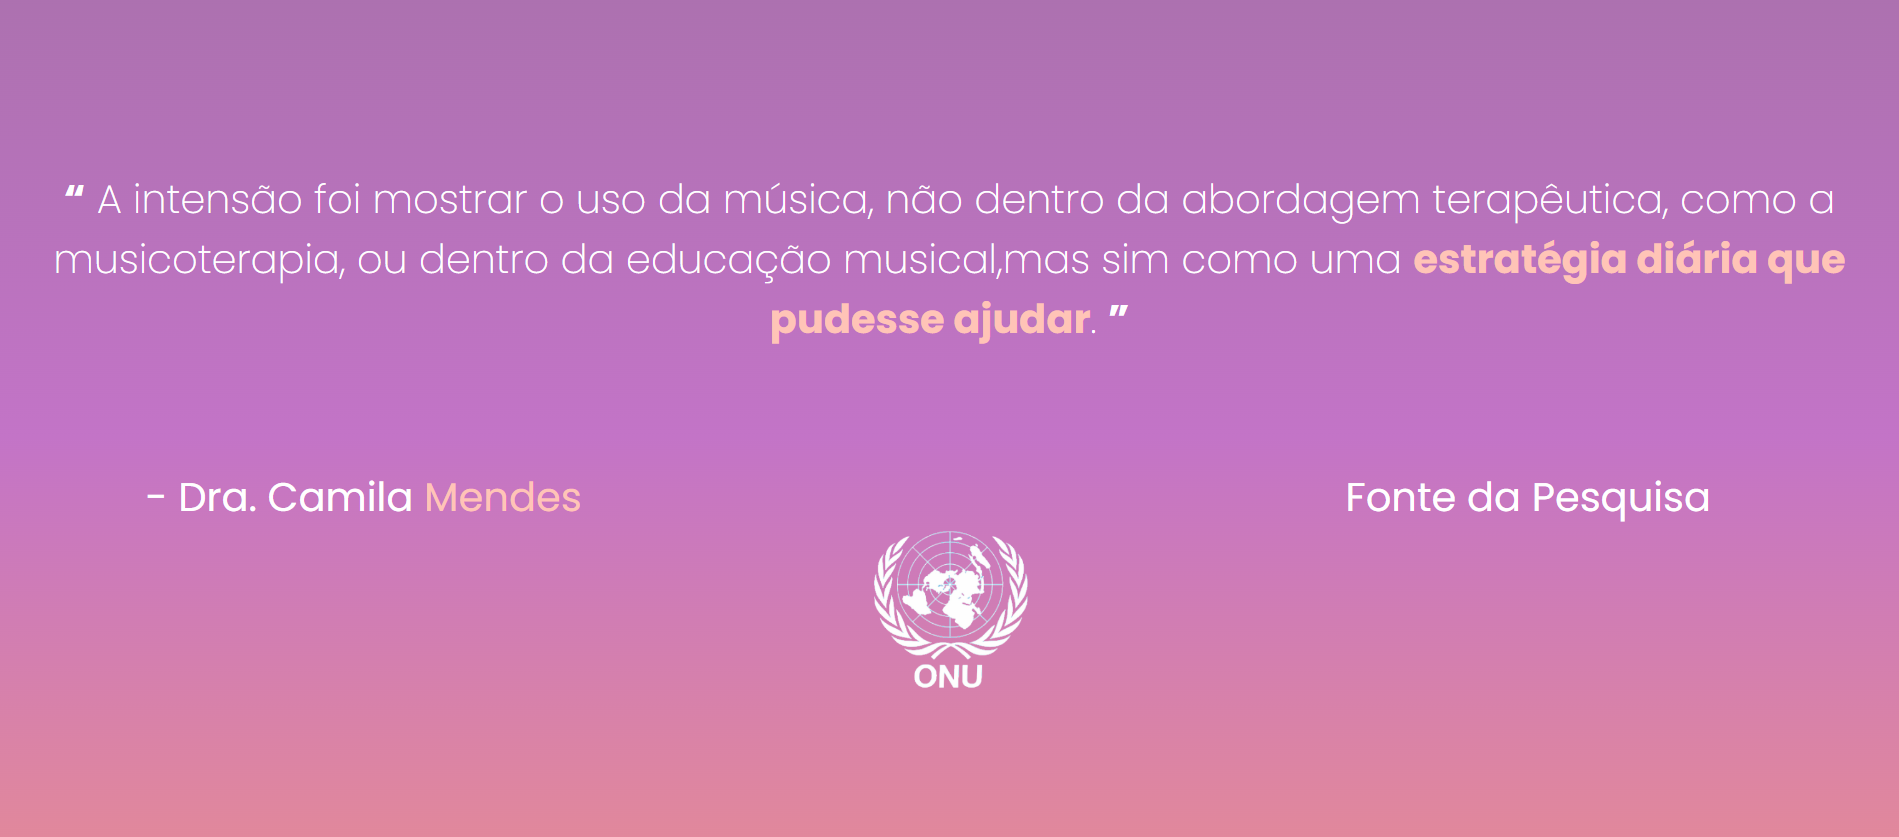 “ A intensão foi mostrar o uso da música, não dentro da abordagem terapêutica, como a
musicoterapia, ou dentro da educação musical,mas sim como uma estratégia diária que
pudesse ajudar. ”
- Dra. Camila Mendes
Fonte da Pesquisa
ONU